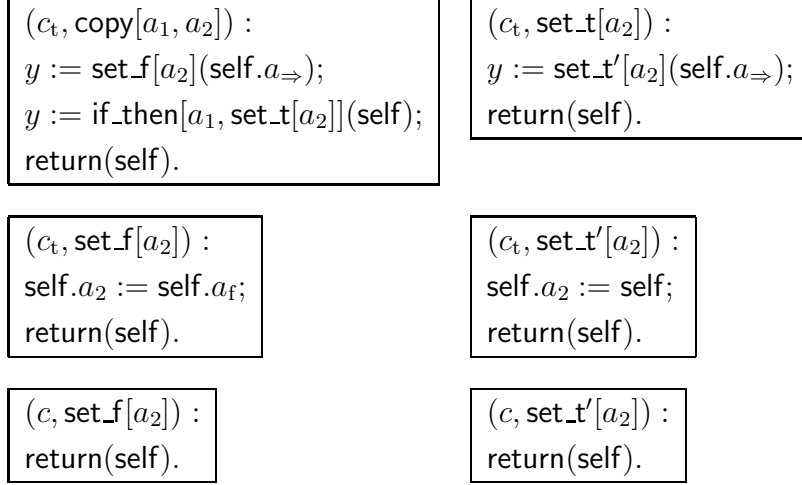 (c_t, copy[a_1, a_2]) :
y := set_f[a_2](self.a_⇒);
y := if_then[a_1, set_t[a_2]](self);
return(self).
(c_t, set_t[a_2]) :
y := set_t′[a_2](self.a_⇒);
return(self).
(c_t, set_f[a_2]) :
self.a_2 := self.a_f;
return(self).
(c_t, set_t′[a_2]) :
self.a_2 := self;
return(self).
(c, set_f[a_2]) :
return(self).
(c, set_t′[a_2]) :
return(self).